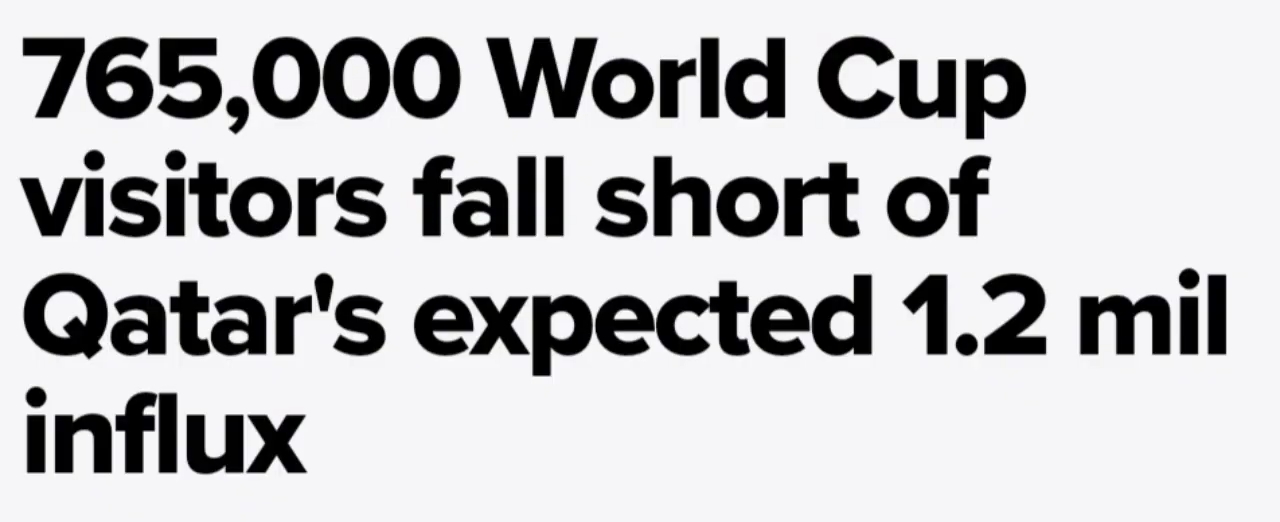 765,000 World Cup
visitors fall short of
Qatar's expected 1.2 mil
influx